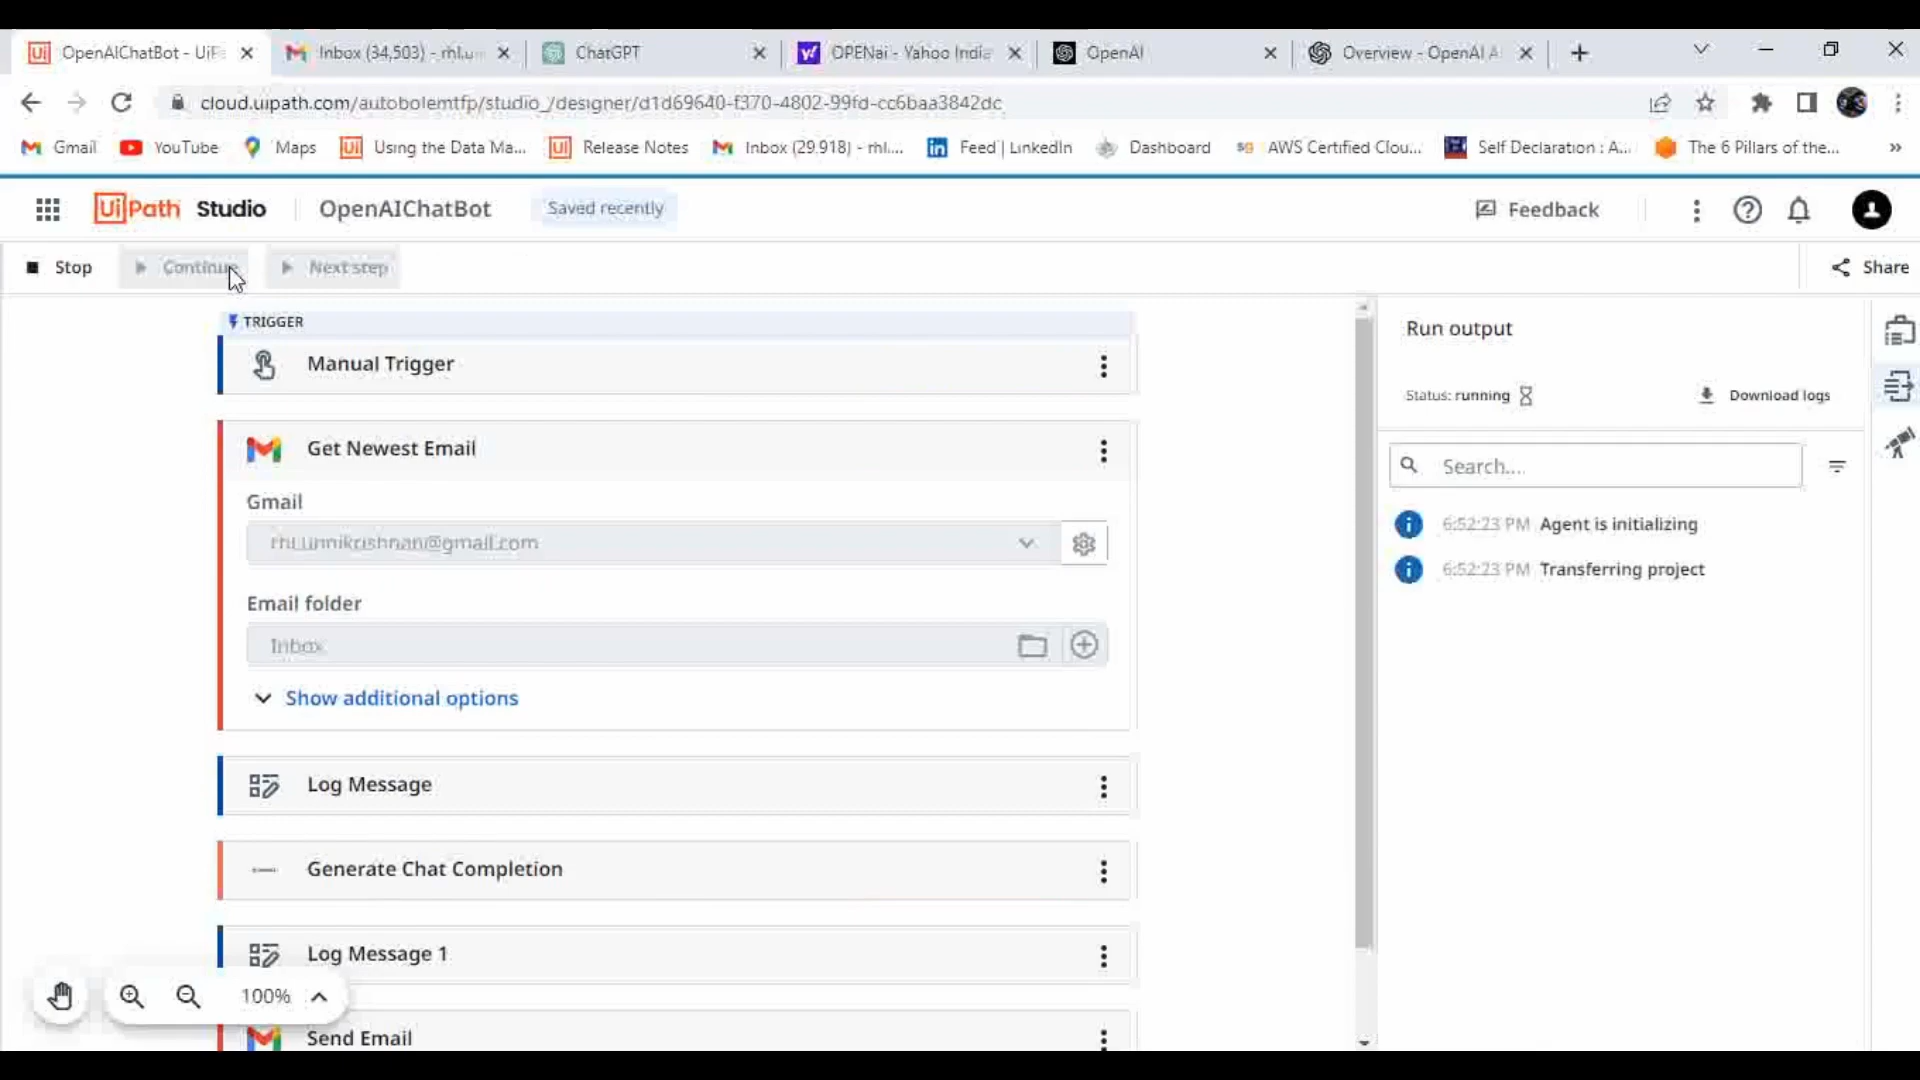 OpenAIChatBot - UiPa
Inbox (34,503) - rhl.un
ChatGPT
OPENai - Yahoo India
OpenAI
Overview - OpenAI A
cloud.uipath.com/autobolemtfp/studio_/designer/d1d69640-f370-4802-99fd-cc6baa3842dc
Gmail
YouTube
Maps
Using the Data Ma...
Release Notes
Inbox (29,918) - rhl....
Feed | LinkedIn
Dashboard
AWS Certified Clou...
Self Declaration : A...
The 6 Pillars of the...
UiPath Studio
OpenAIChatBot
Saved recently
Feedback
Stop
Continue
Next step
Share
TRIGGER
Manual Trigger
Get Newest Email
Gmail
rhl.unnikrishnan@gmail.com
Email folder
Inbox
Show additional options
Log Message
Generate Chat Completion
Log Message 1
100%
Send Email
Run output
Status: running
Download logs
Search....
6:52:23 PM Agent is initializing
6:52:23 PM Transferring project